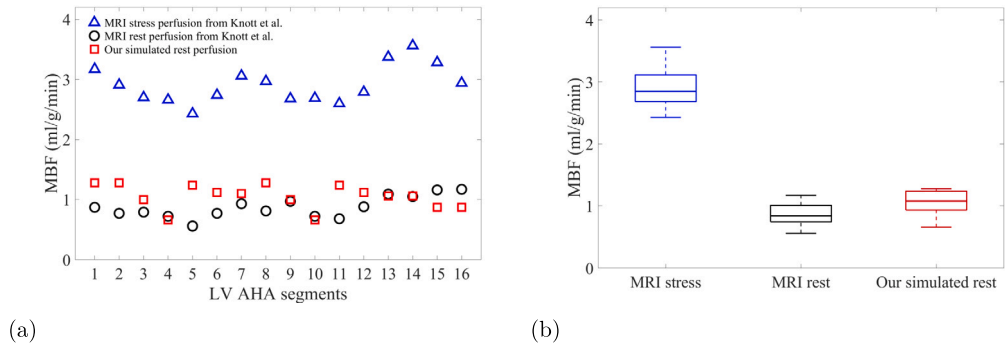 MRI stress perfusion from Knott et al.
MRI rest perfusion from Knott et al.
Our simulated rest perfusion
MBF (ml/g/min)
4
3
2
1
0
1 2 3 4 5 6 7 8 9 10 11 12 13 14 15 16
LV AHA segments
(a)
MBF (ml/g/min)
4
3
2
1
0
MRI stress MRI rest Our simulated rest
(b)